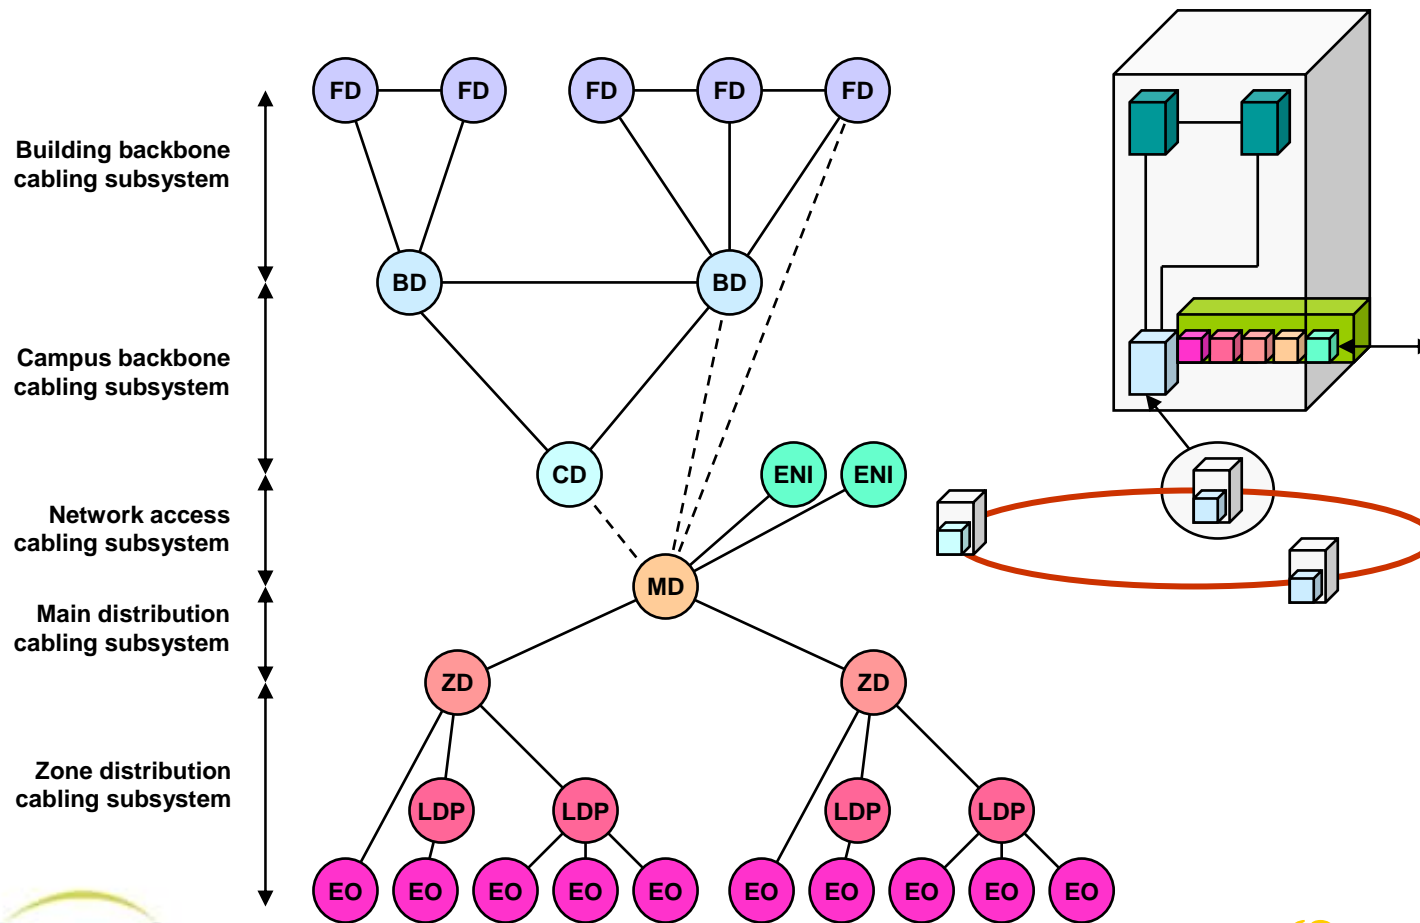 FD FD FD FD FD
Building backbone
cabling subsystem
BD BD
Campus backbone
cabling subsystem
CD ENI ENI
Network access
cabling subsystem
MD
Main distribution
cabling subsystem
ZD ZD
Zone distribution
cabling subsystem
LDP LDP LDP LDP
EO EO EO EO EO EO EO EO EO EO